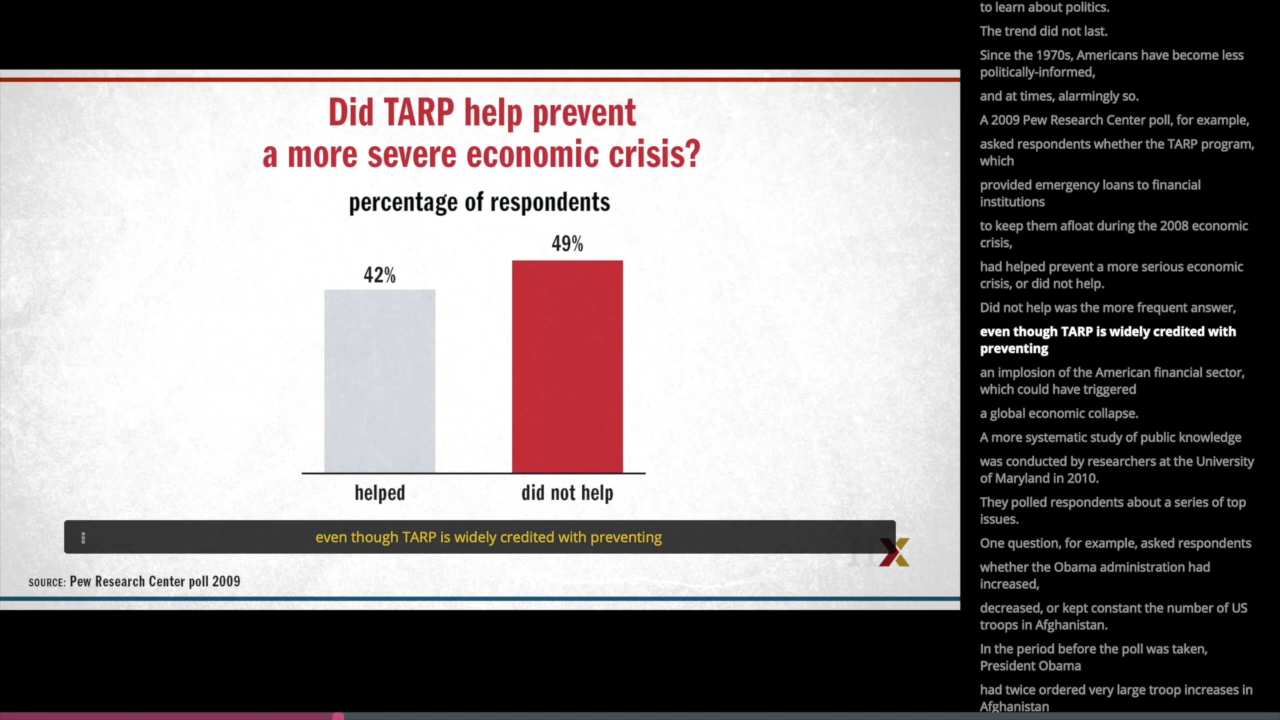 Did TARP help prevent
a more severe economic crisis?
percentage of respondents
49%
42%
helped
did not help
even though TARP is widely credited with preventing
SOURCE: Pew Research Center poll 2009
to learn about politics.
The trend did not last.
Since the 1970s, Americans have become less
politically-informed,
and at times, alarmingly so.
A 2009 Pew Research Center poll, for example,
asked respondents whether the TARP program,
which
provided emergency loans to financial
institutions
to keep them afloat during the 2008 economic
crisis,
had helped prevent a more serious economic
crisis, or did not help.
Did not help was the more frequent answer,
even though TARP is widely credited with
preventing
an implosion of the American financial sector,
which could have triggered
a global economic collapse.
A more systematic study of public knowledge
was conducted by researchers at the University
of Maryland in 2010.
They polled respondents about a series of top
issues.
One question, for example, asked respondents
whether the Obama administration had
increased,
decreased, or kept constant the number of US
troops in Afghanistan.
In the period before the poll was taken,
President Obama
had twice ordered very large troop increases in
Afghanistan